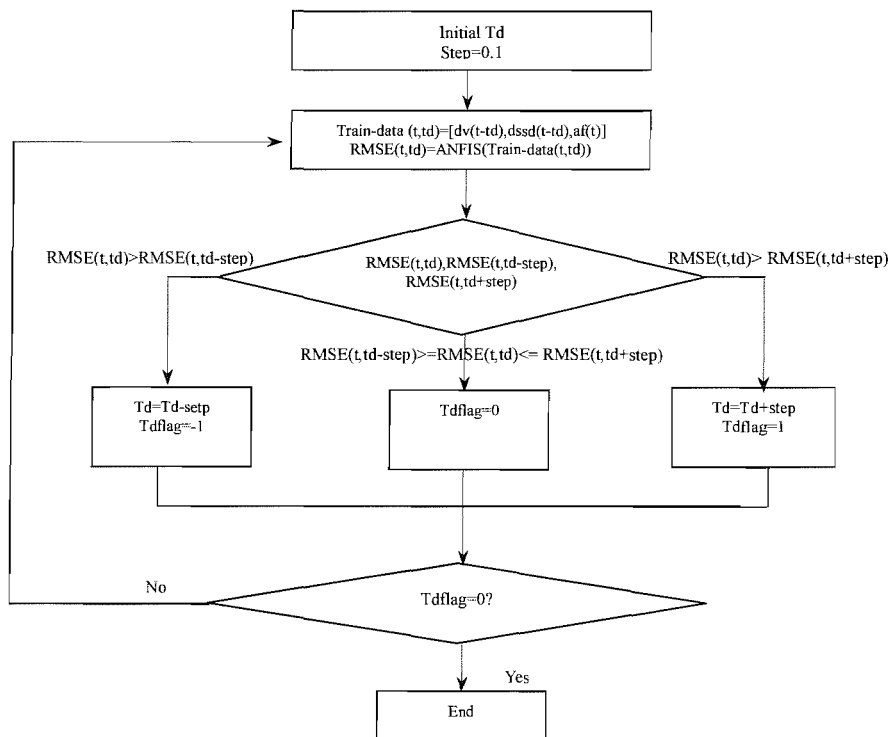 Initial Td
Step=0.1
Train-data (t,td)=[dv(t-td),dssd(t-td),af(t)]
RMSE(t,td)=ANFIS(Train-data(t,td))
RMSE(t,td)>RMSE(t,td-step)
RMSE(t,td),RMSE(t,td-step),
RMSE(t,td+step)
RMSE(t,td)> RMSE(t,td+step)
RMSE(t,td-step)>=RMSE(t,td)<= RMSE(t,td+step)
Td=Td-setp
Tdflag=-1
Tdflag=0
Td=Td+step
Tdflag=1
No
Tdflag=0?
Yes
End